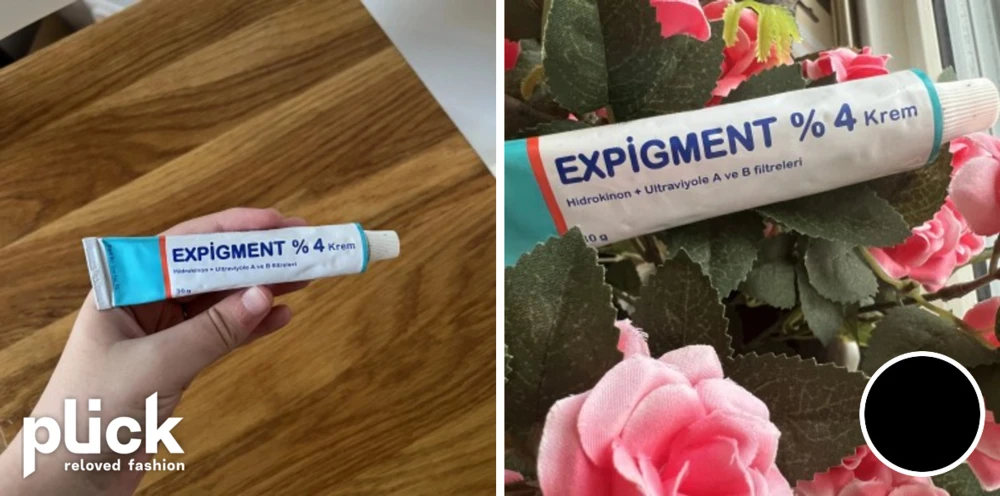 EXPİGMENT % 4 Krem
Hidrokinon + Ultraviyole A ve B filtreleri
30 g
plick
reloved fashion
EXPİGMENT % 4 Krem
Hidrokinon + Ultraviyole A ve B filtreleri
30 g